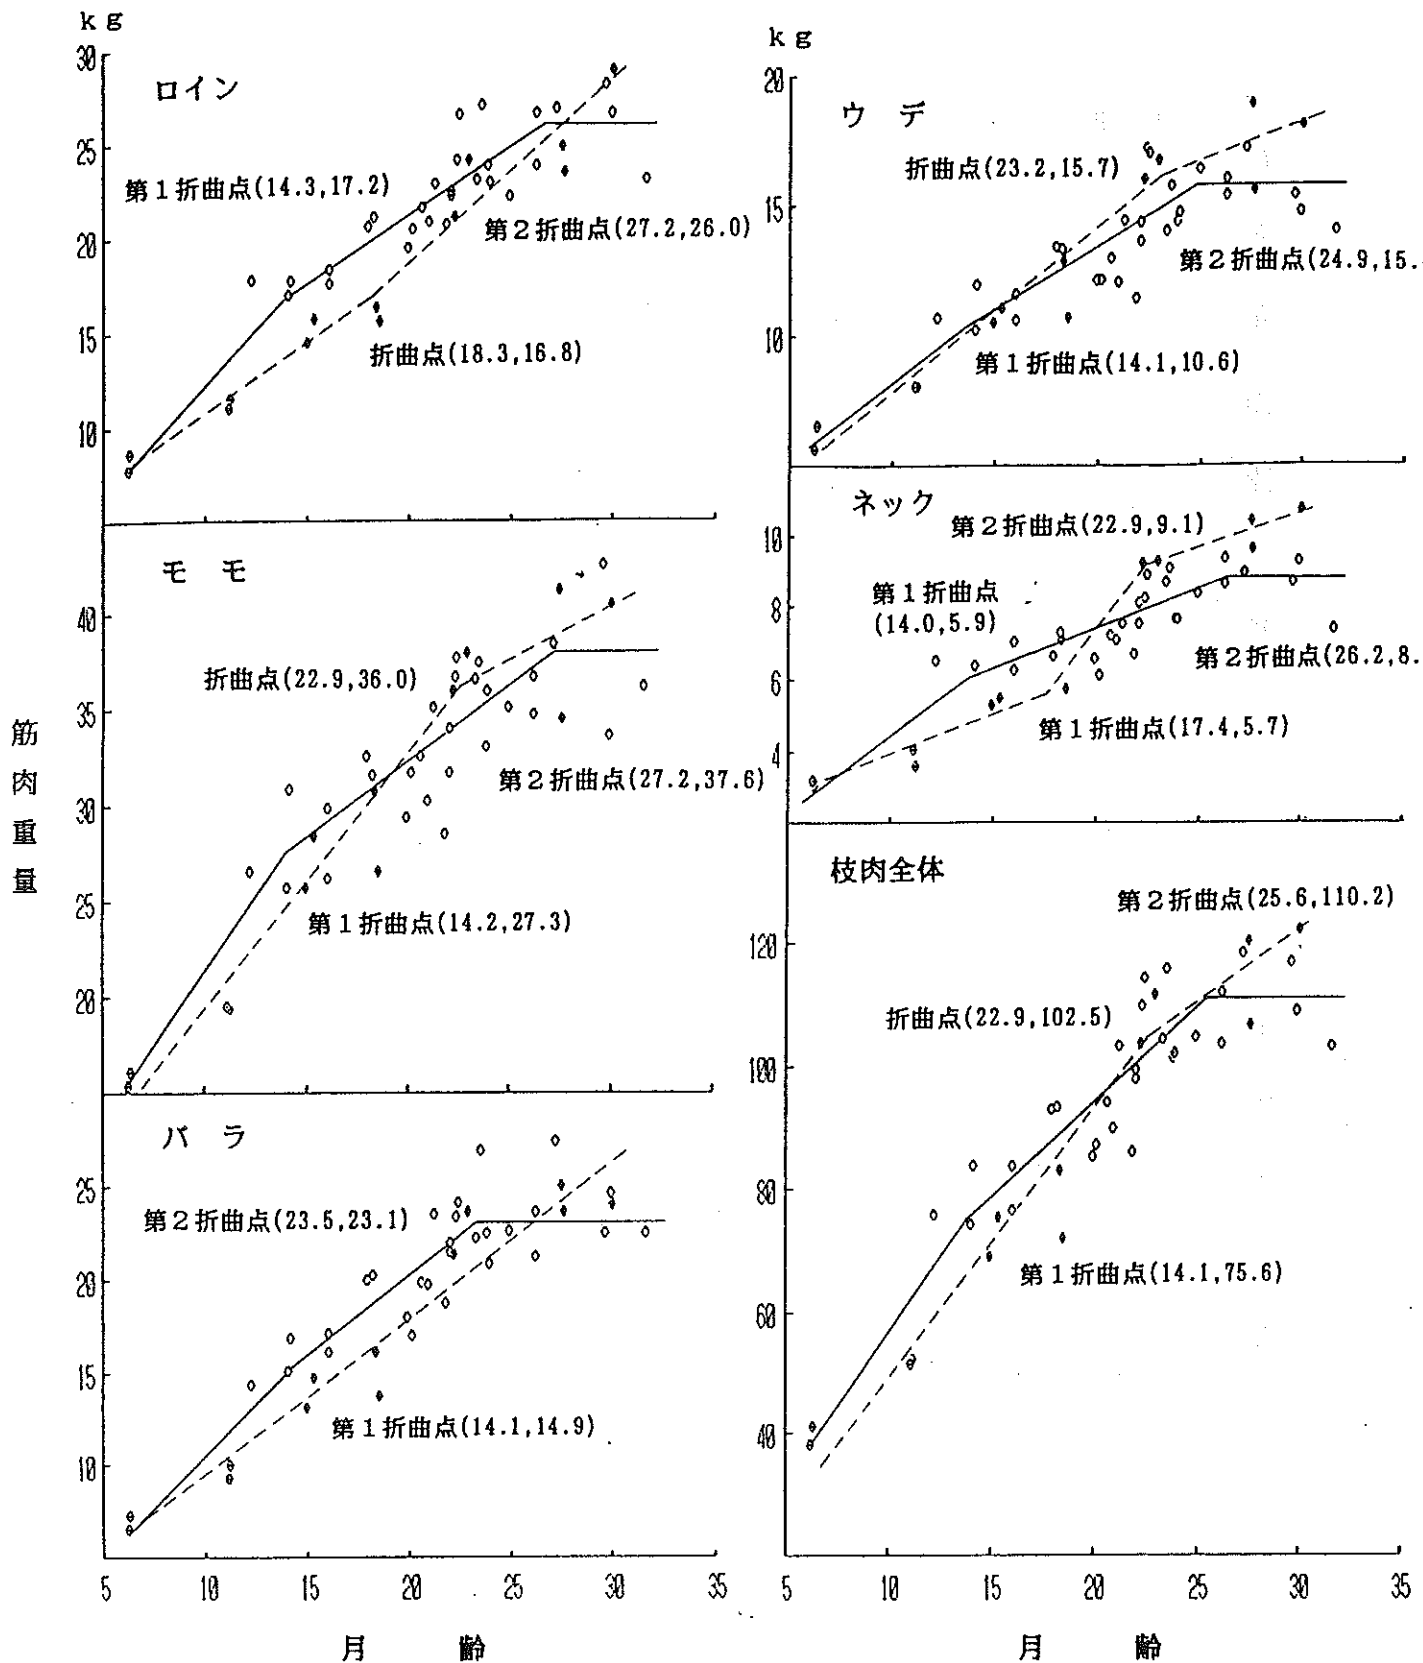 kg
30
25
20
15
10
ロイン
第1折曲点(14.3,17.2)
第2折曲点(27.2,26.0)
折曲点(18.3,16.8)
モモ
40
35
30
25
20
折曲点(22.9,36.0)
第2折曲点(27.2,37.6)
第1折曲点(14.2,27.3)
バラ
25
20
15
10
第2折曲点(23.5,23.1)
第1折曲点(14.1,14.9)
5 10 15 20 25 30 35
月齢
筋肉重量
kg
20
15
10
ウデ
折曲点(23.2,15.7)
第2折曲点(24.9,15.
第1折曲点(14.1,10.6)
ネック
10
8
6
4
第2折曲点(22.9,9.1)
第1折曲点
(14.0,5.9)
第2折曲点(26.2,8.
第1折曲点(17.4,5.7)
枝肉全体
120
100
80
60
40
第2折曲点(25.6,110.2)
折曲点(22.9,102.5)
第1折曲点(14.1,75.6)
5 10 15 20 25 30 35
月齢